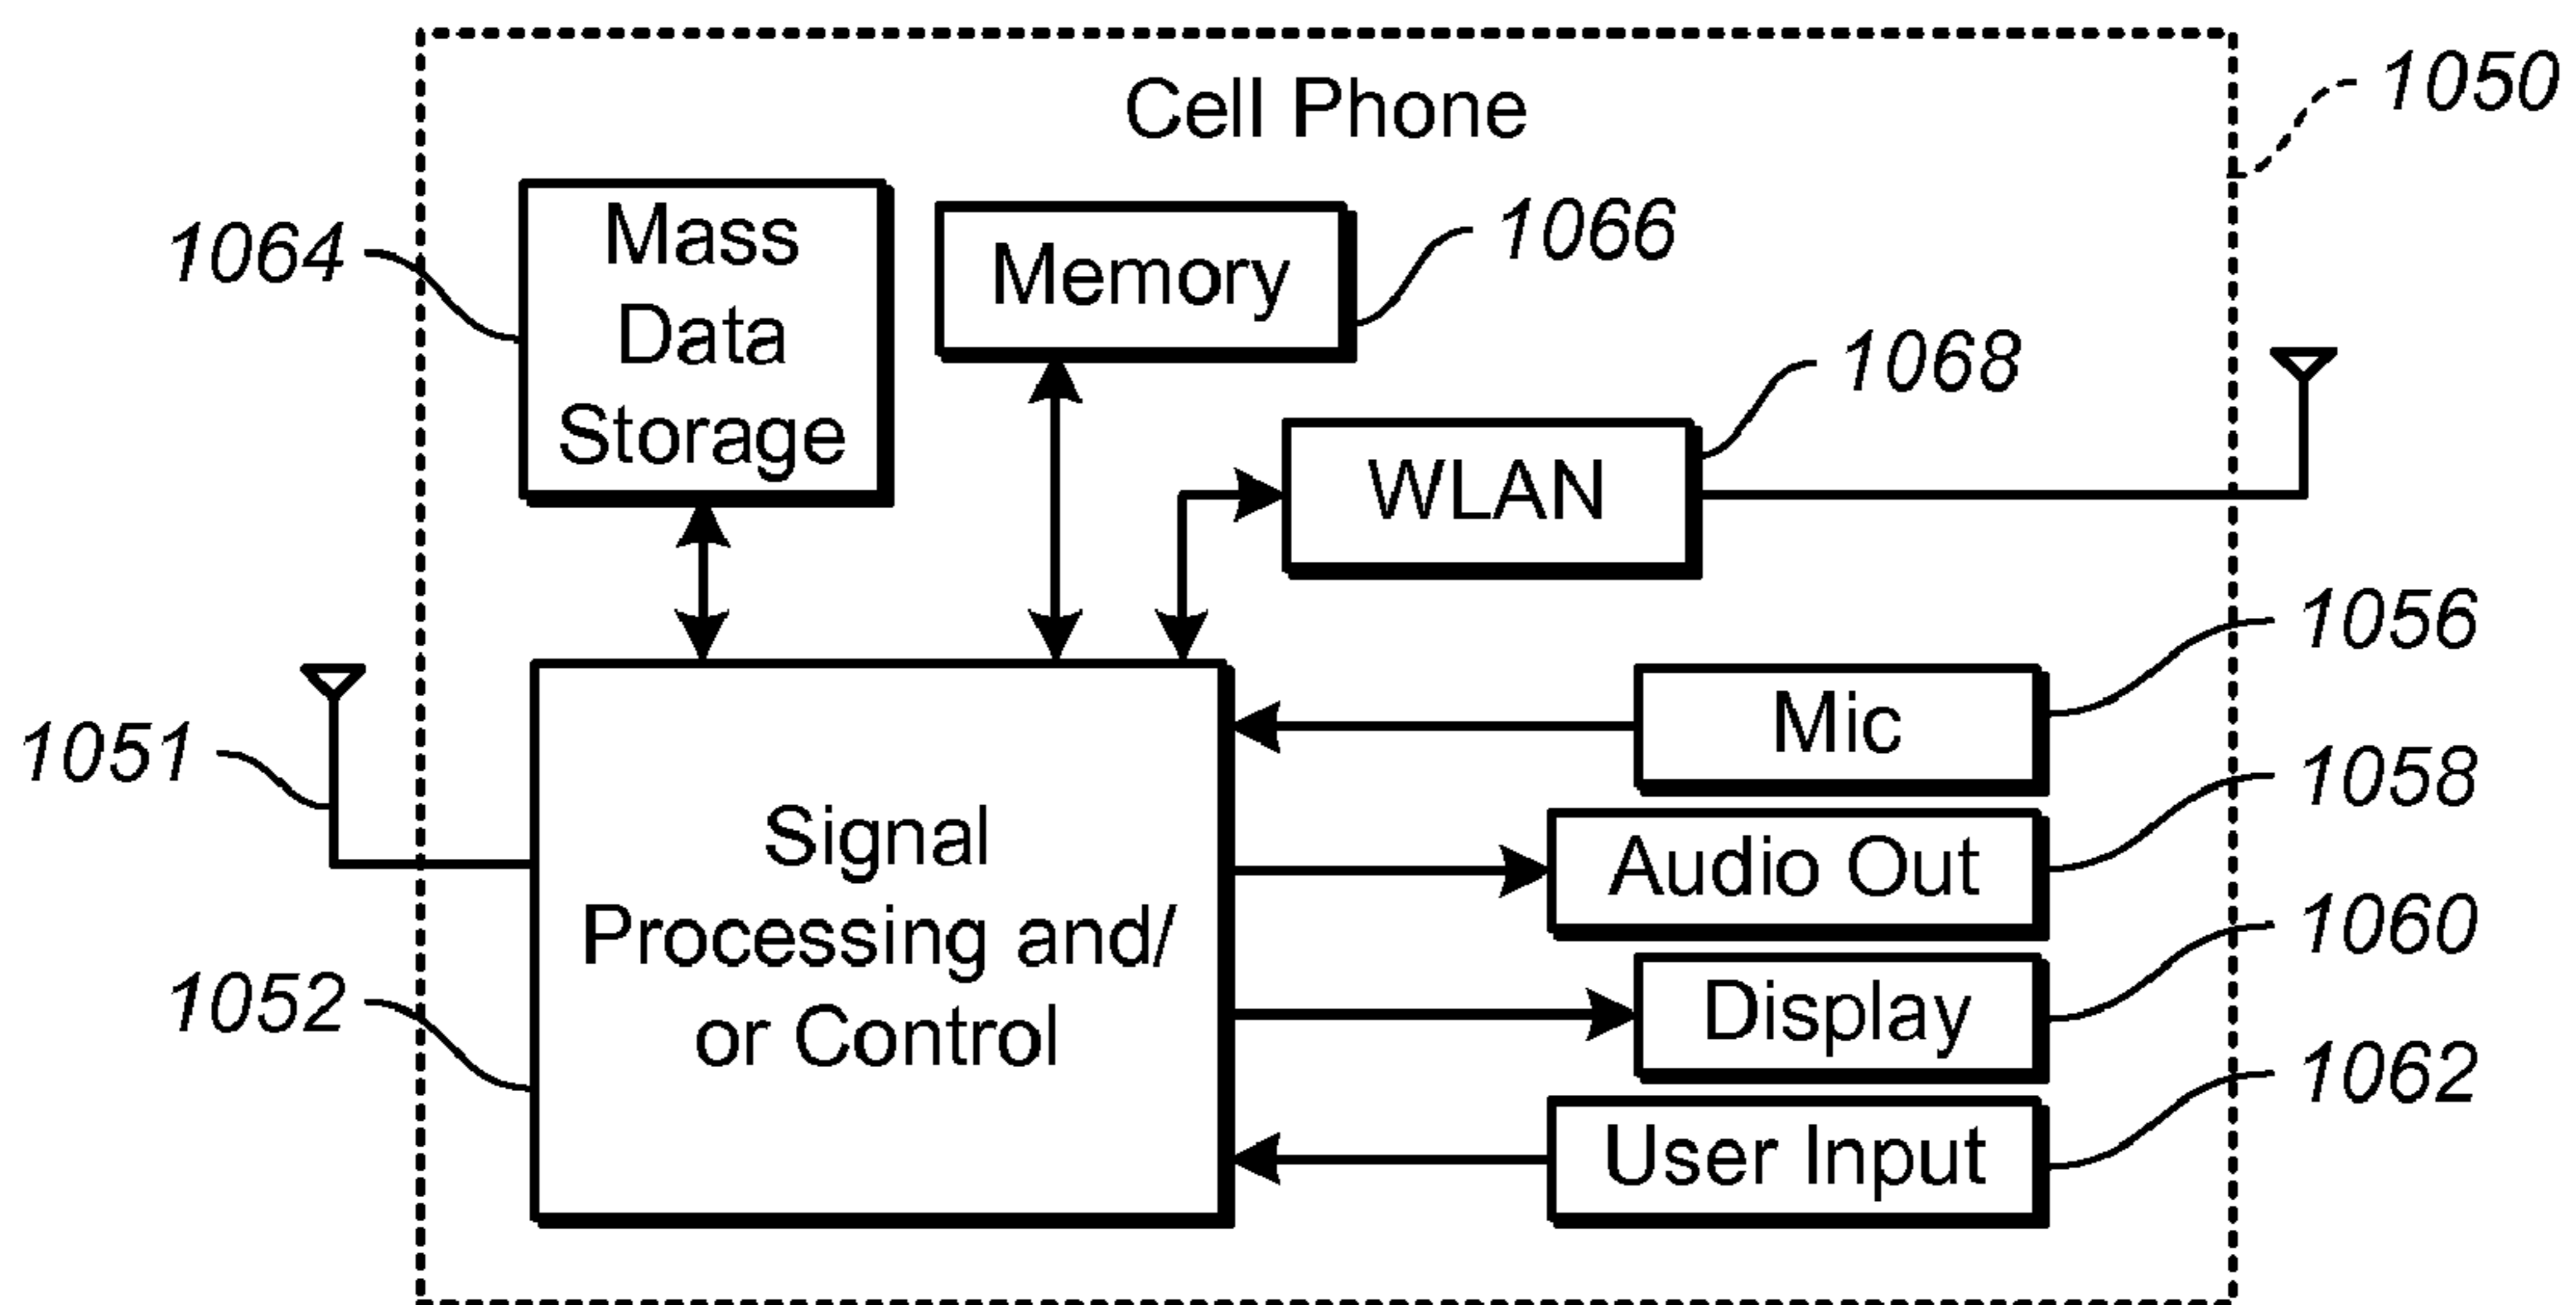 Cell Phone
1050
1064
Mass
Data
Storage
Memory
1066
1068
WLAN
1051
1052
Signal
Processing and/
or Control
Mic
1056
Audio Out
1058
Display
1060
User Input
1062